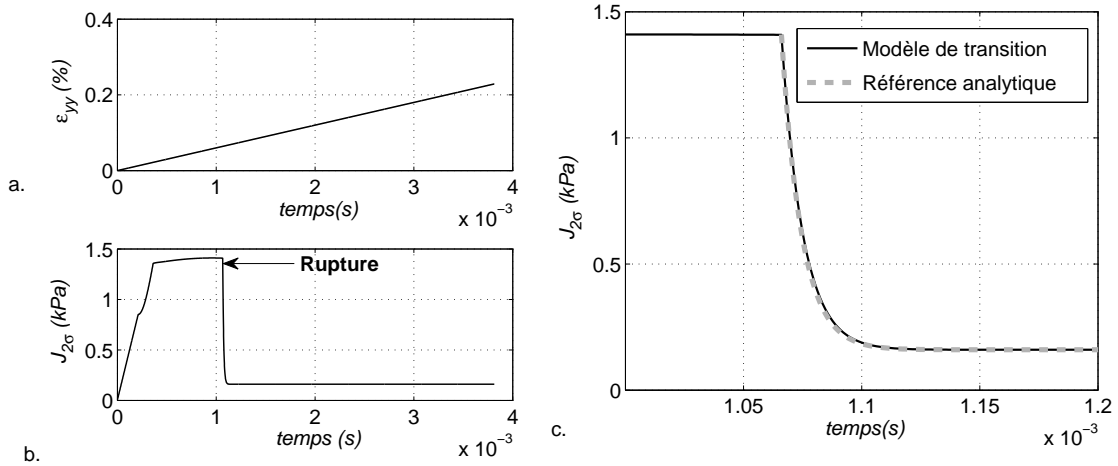 0.4
0.2
0
ε_yy (%)
0 1 2 3 4
temps(s)
x 10^−3
a.
1.5
1
0.5
0
J_2σ (kPa)
Rupture
0 1 2 3 4
temps (s)
x 10^−3
b.
1.5
1
0.5
0
J_2σ (kPa)
Modèle de transition
Référence analytique
1.05 1.1 1.15 1.2
temps(s)
x 10^−3
c.